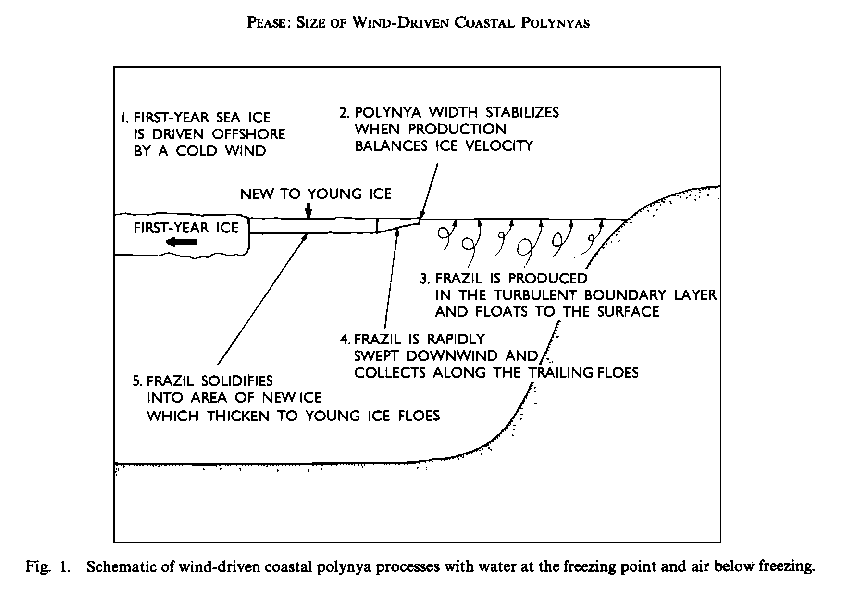 PEASE: SIZE OF WIND-DRIVEN COASTAL POLYNYAS
1. FIRST-YEAR SEA ICE
IS DRIVEN OFFSHORE
BY A COLD WIND
2. POLYNYA WIDTH STABILIZES
WHEN PRODUCTION
BALANCES ICE VELOCITY
NEW TO YOUNG ICE
FIRST-YEAR ICE
3. FRAZIL IS PRODUCED
IN THE TURBULENT BOUNDARY LAYER
AND FLOATS TO THE SURFACE
4. FRAZIL IS RAPIDLY
SWEPT DOWNWIND AND
COLLECTS ALONG THE TRAILING FLOES
5. FRAZIL SOLIDIFIES
INTO AREA OF NEW ICE
WHICH THICKEN TO YOUNG ICE FLOES
Fig. 1. Schematic of wind-driven coastal polynya processes with water at the freezing point and air below freezing.